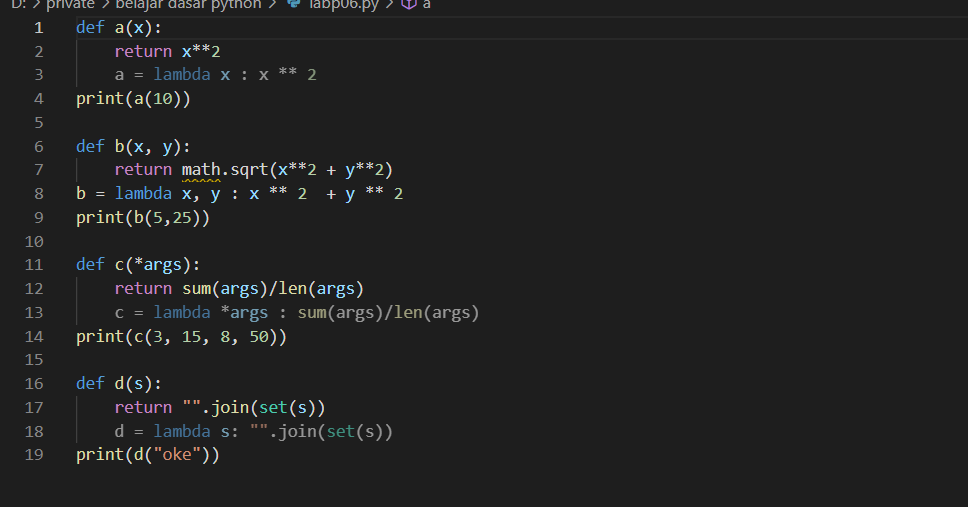 D: > private > belajar dasar python > labp06.py > a
1 def a(x):
2     return x**2
3     a = lambda x : x ** 2
4 print(a(10))
5
6 def b(x, y):
7     return math.sqrt(x**2 + y**2)
8 b = lambda x, y : x ** 2  + y ** 2
9 print(b(5,25))
10
11 def c(*args):
12     return sum(args)/len(args)
13     c = lambda *args : sum(args)/len(args)
14 print(c(3, 15, 8, 50))
15
16 def d(s):
17     return "".join(set(s))
18     d = lambda s: "".join(set(s))
19 print(d("oke"))